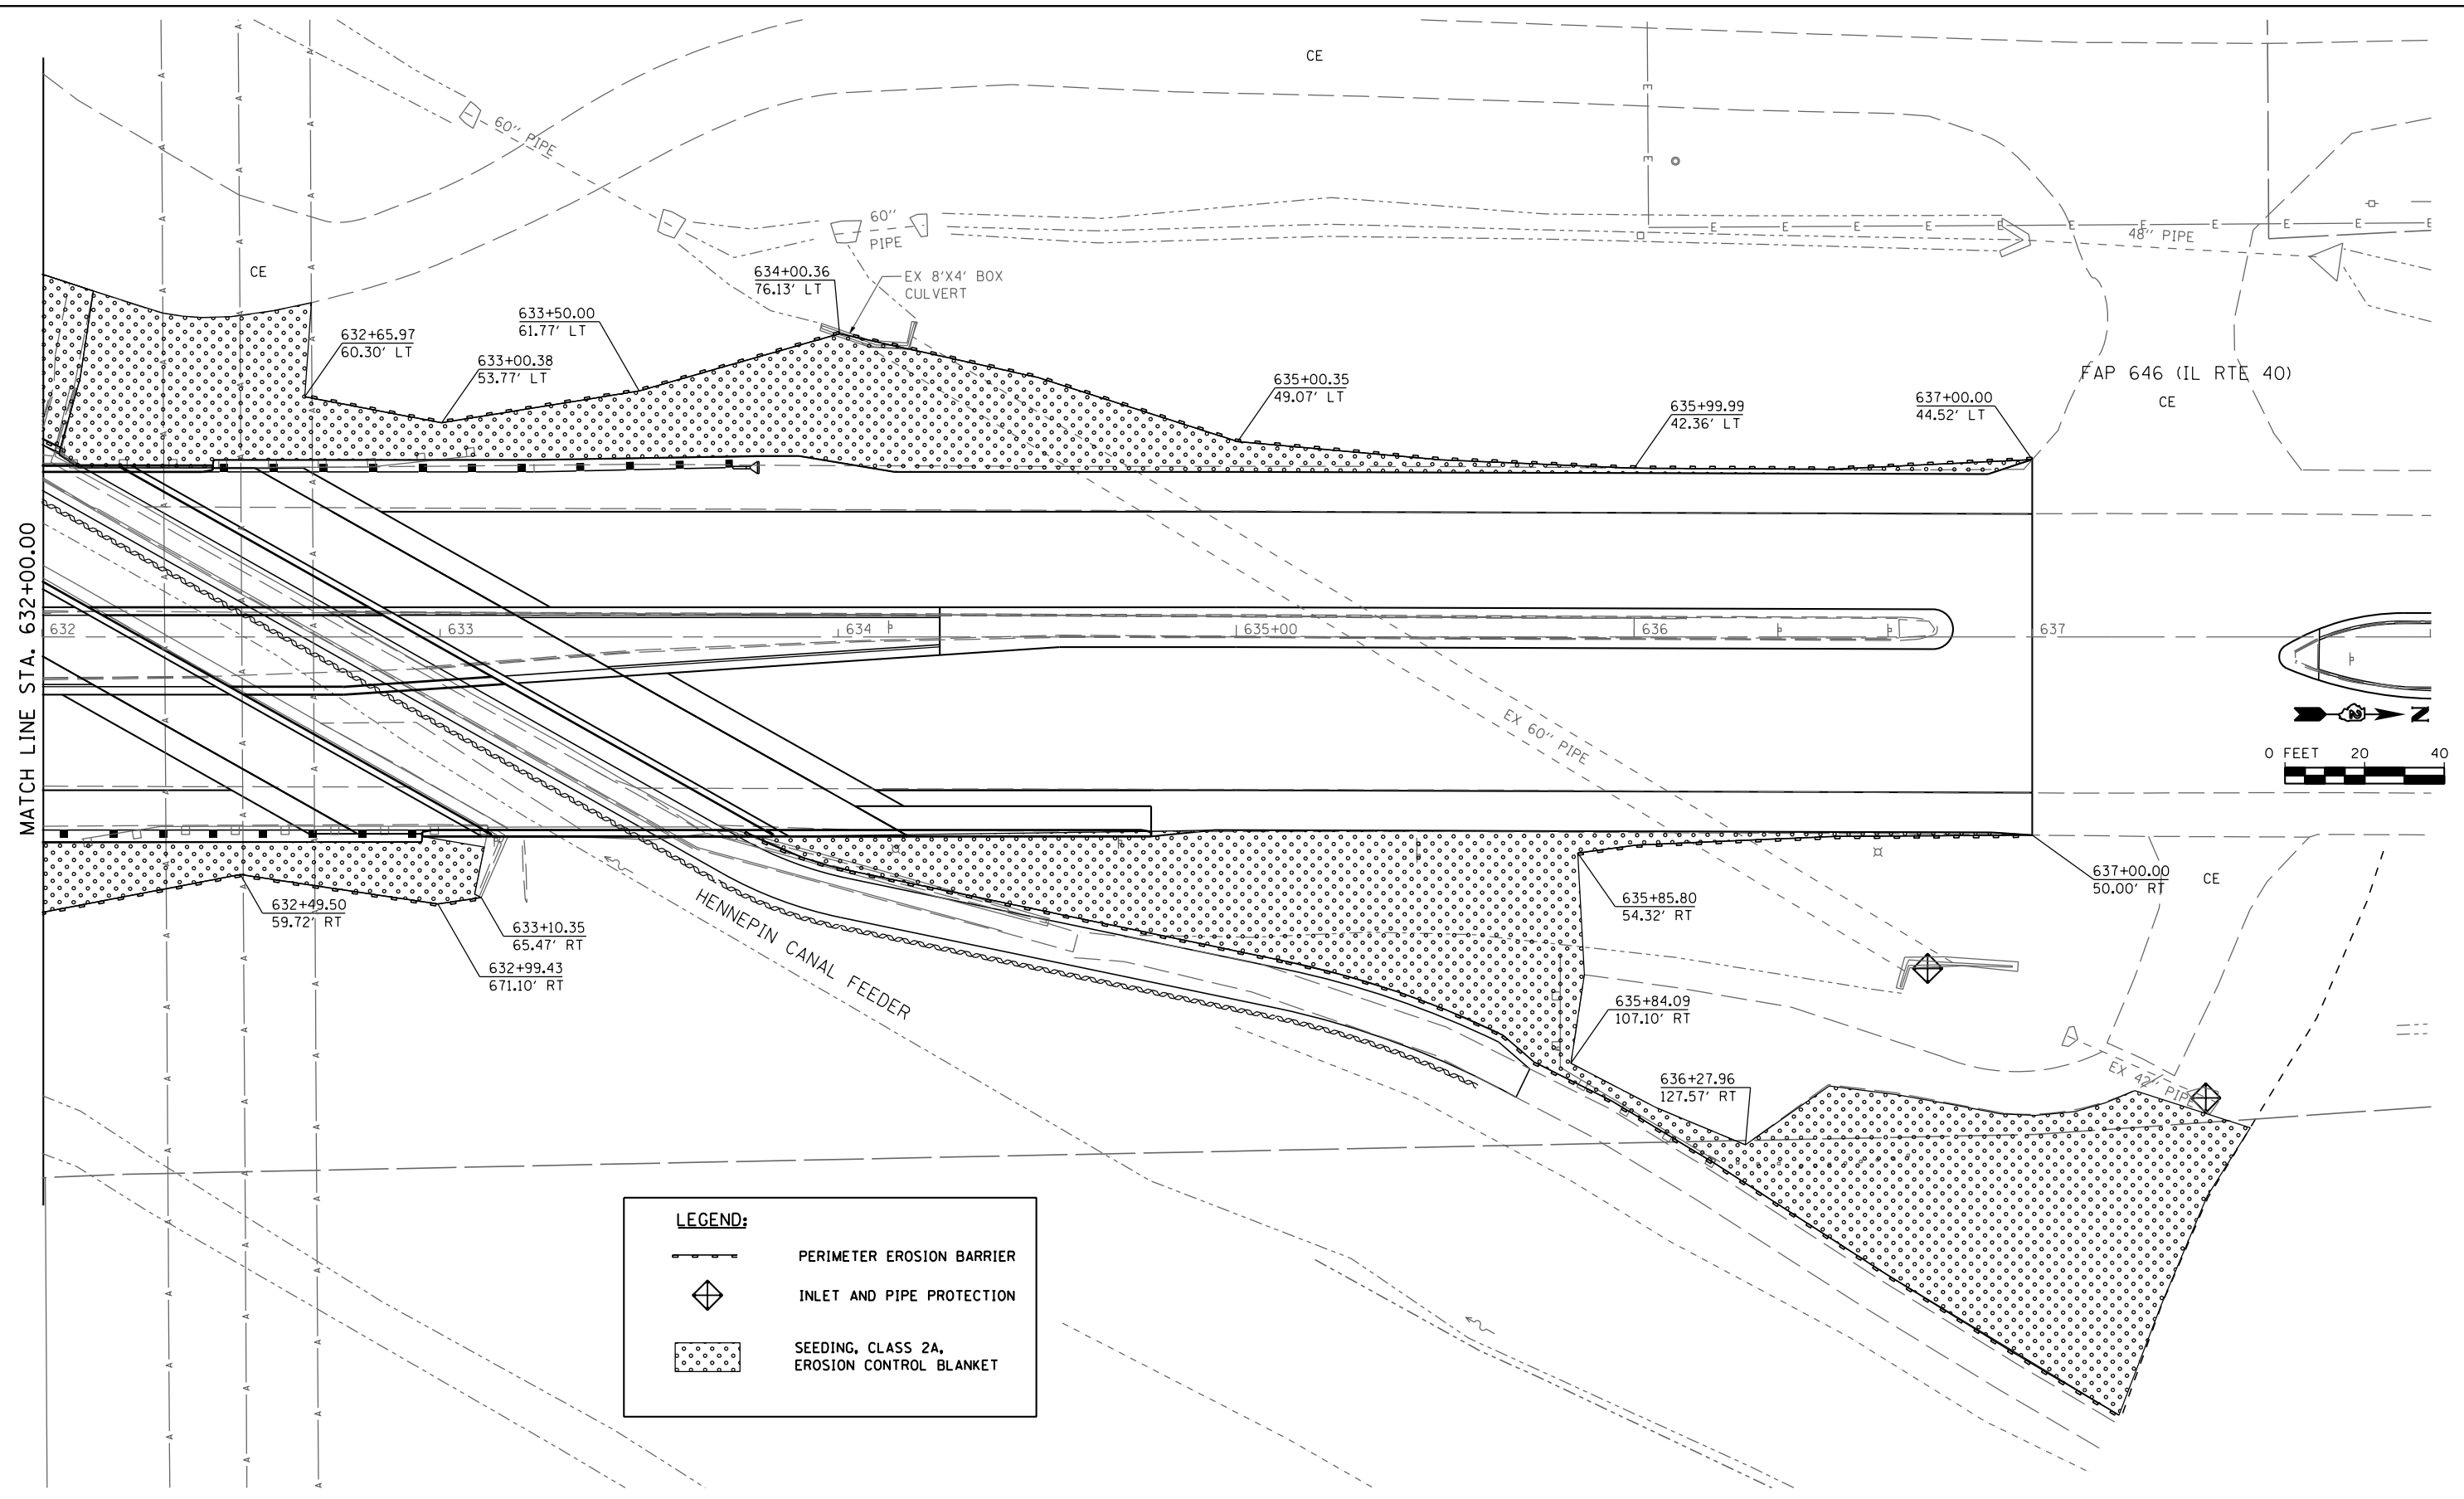 CE
60" PIPE
60"
PIPE
48" PIPE
CE
634+00.36
76.13' LT
EX 8'X4' BOX
CULVERT
633+50.00
61.77' LT
632+65.97
60.30' LT
633+00.38
53.77' LT
635+00.35
49.07' LT
635+99.99
42.36' LT
637+00.00
44.52' LT
FAP 646 (IL RTE 40)
CE
MATCH LINE STA. 632+00.00
632
633
634
635+00
636
637
EX 60" PIPE
N
0 FEET 20 40
632+49.50
59.72' RT
633+10.35
65.47' RT
632+99.43
671.10' RT
HENNEPIN CANAL FEEDER
635+85.80
54.32' RT
637+00.00
50.00' RT
CE
635+84.09
107.10' RT
636+27.96
127.57' RT
EX 42" PIPE
LEGEND:
PERIMETER EROSION BARRIER
INLET AND PIPE PROTECTION
SEEDING, CLASS 2A,
EROSION CONTROL BLANKET